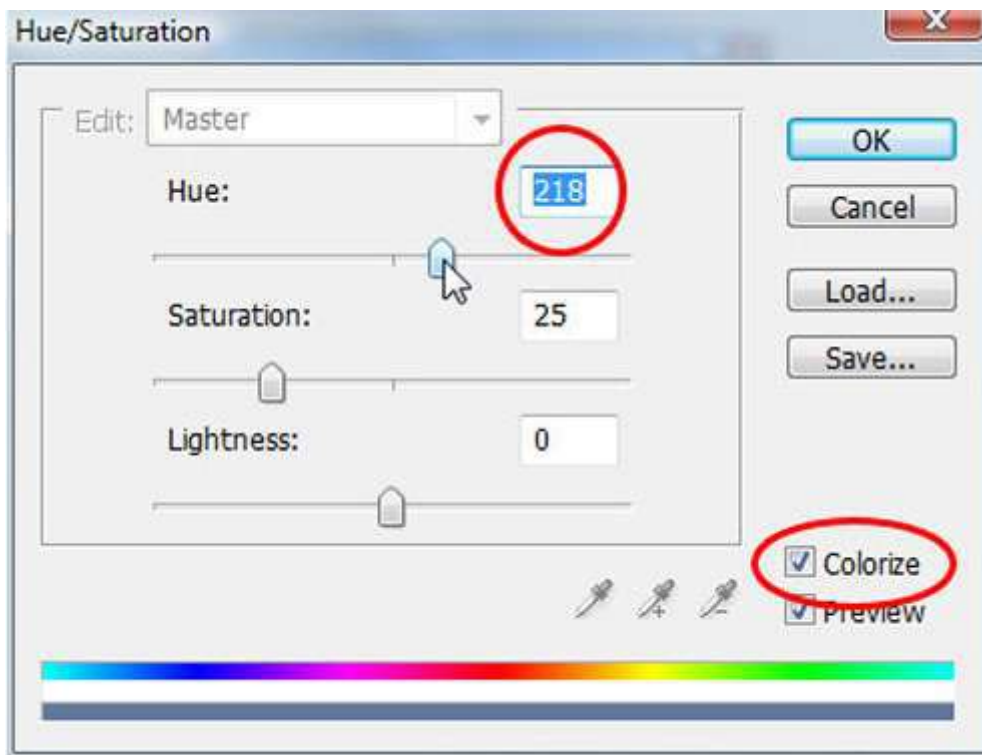 Hue/Saturation
Edit: Master
Hue: 218
Saturation: 25
Lightness: 0
OK
Cancel
Load...
Save...
Colorize
Preview